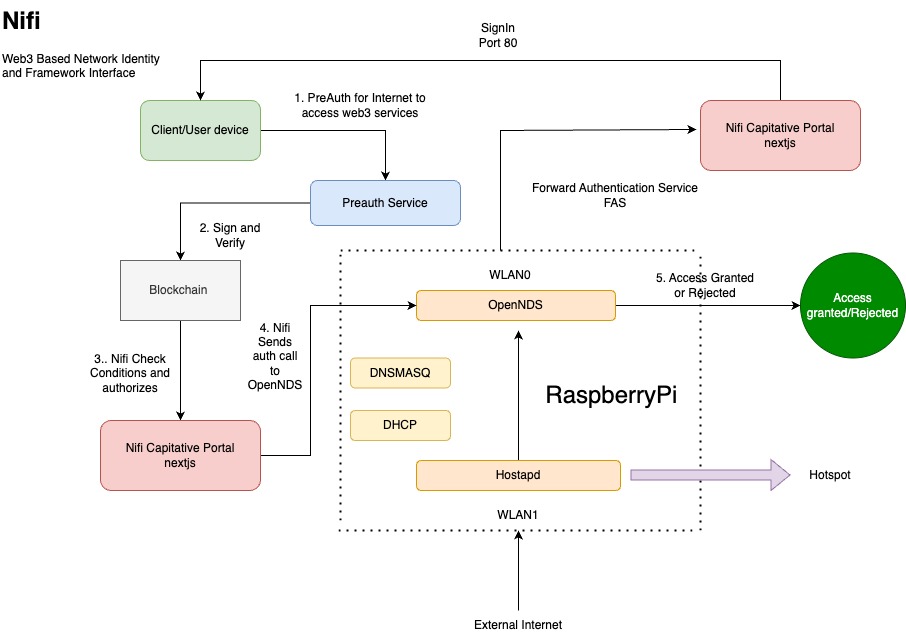 Nifi
SignIn
Port 80
Web3 Based Network Identity
and Framework Interface
1. PreAuth for Internet to
access web3 services
Client/User device
Nifi Capitative Portal
nextjs
Forward Authentication Service
FAS
Preauth Service
2. Sign and
Verify
WLAN0
5. Access Granted
or Rejected
Blockchain
OpenNDS
Access
granted/Rejected
4. Nifi
Sends
auth call
to
OpenNDS
3.. Nifi Check
Conditions and
authorizes
DNSMASQ
RaspberryPi
DHCP
Nifi Capitative Portal
nextjs
Hostapd
Hotspot
WLAN1
External Internet